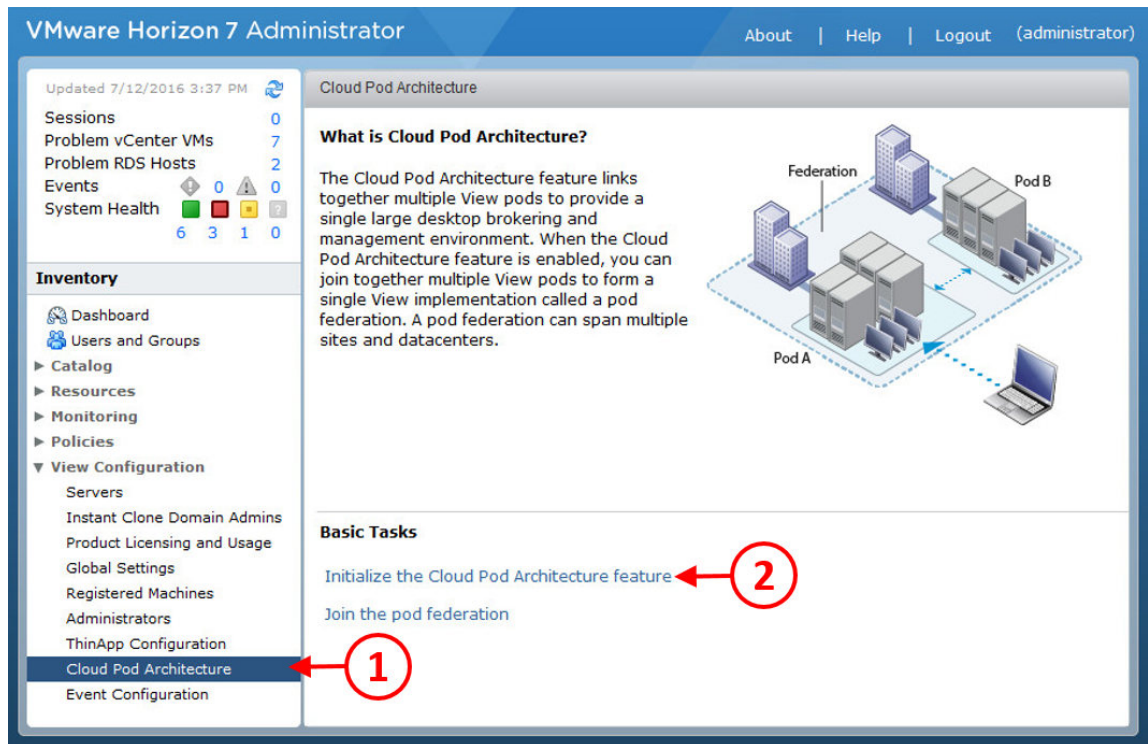 VMware Horizon 7 Administrator
About | Help | Logout (administrator)
Updated 7/12/2016 3:37 PM
Sessions 0
Problem vCenter VMs 7
Problem RDS Hosts 2
Events 0 0
System Health ?
6 3 1 0
Inventory
Dashboard
Users and Groups
Catalog
Resources
Monitoring
Policies
View Configuration
Servers
Instant Clone Domain Admins
Product Licensing and Usage
Global Settings
Registered Machines
Administrators
ThinApp Configuration
Cloud Pod Architecture
Event Configuration
1
Cloud Pod Architecture
What is Cloud Pod Architecture?
The Cloud Pod Architecture feature links
together multiple View pods to provide a
single large desktop brokering and
management environment. When the Cloud
Pod Architecture feature is enabled, you can
join together multiple View pods to form a
single View implementation called a pod
federation. A pod federation can span multiple
sites and datacenters.
Federation
Pod B
Pod A
Basic Tasks
Initialize the Cloud Pod Architecture feature
2
Join the pod federation